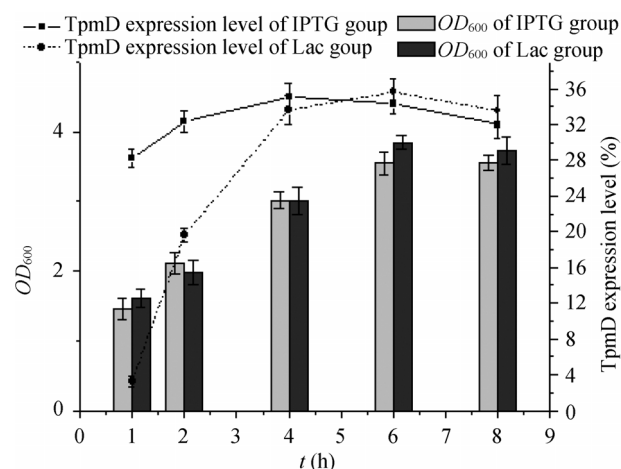 TpmD expression level of IPTG goup
TpmD expression level of Lac goup
OD600 of IPTG group
OD600 of Lac group
OD600
4
2
0
TpmD expression level (%)
36
32
28
24
20
16
12
8
4
0
0 1 2 3 4 5 6 7 8 9
t (h)